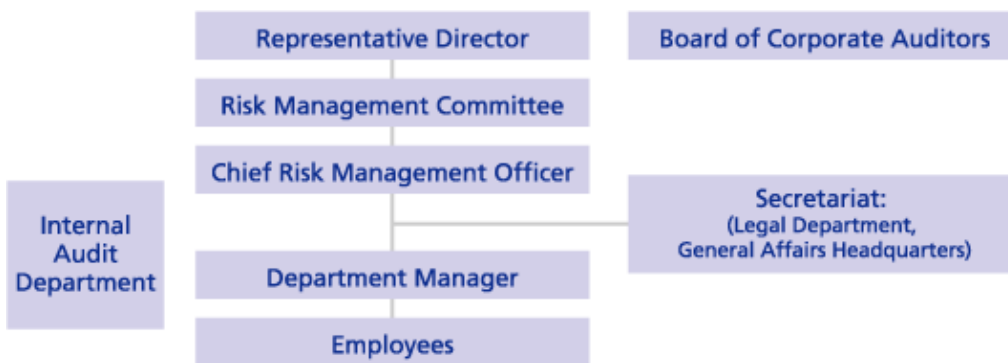 Representative Director
Board of Corporate Auditors
Risk Management Committee
Chief Risk Management Officer
Internal
Audit
Department
Secretariat:
(Legal Department,
General Affairs Headquarters)
Department Manager
Employees